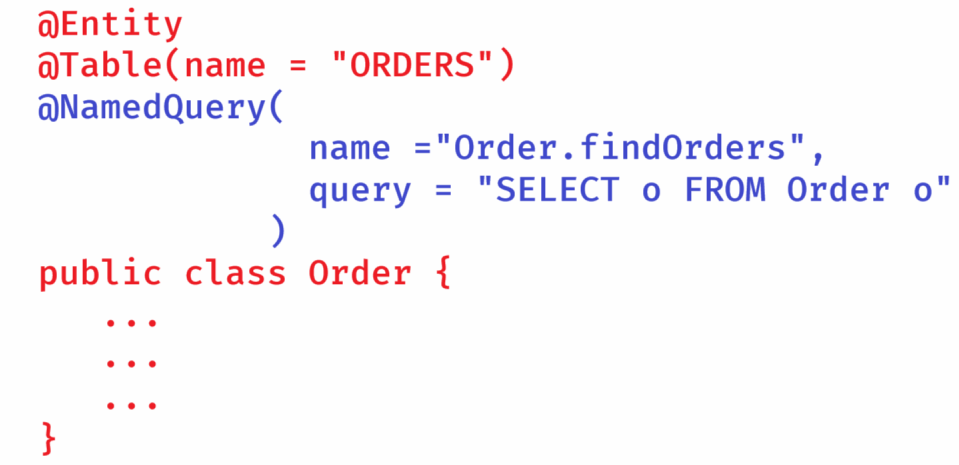 @Entity
@Table(name = "ORDERS")
@NamedQuery(
name ="Order.findOrders",
query = "SELECT o FROM Order o"
)
public class Order {
...
...
...
}